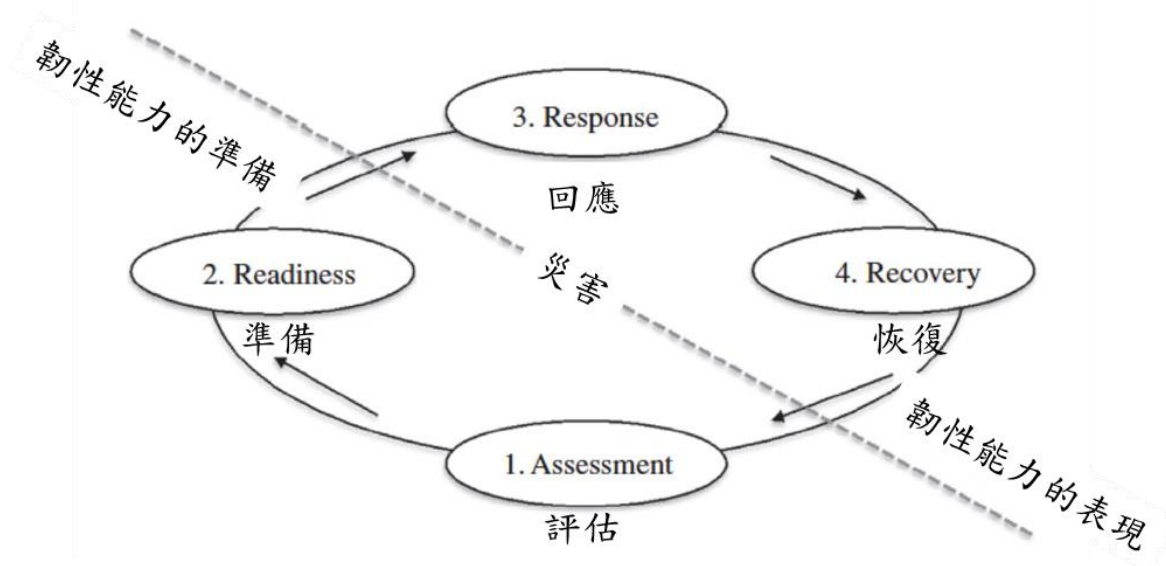 韌性能力的準備
3. Response
回應
2. Readiness
準備
災害
4. Recovery
恢復
1. Assessment
評估
韌性能力的表現